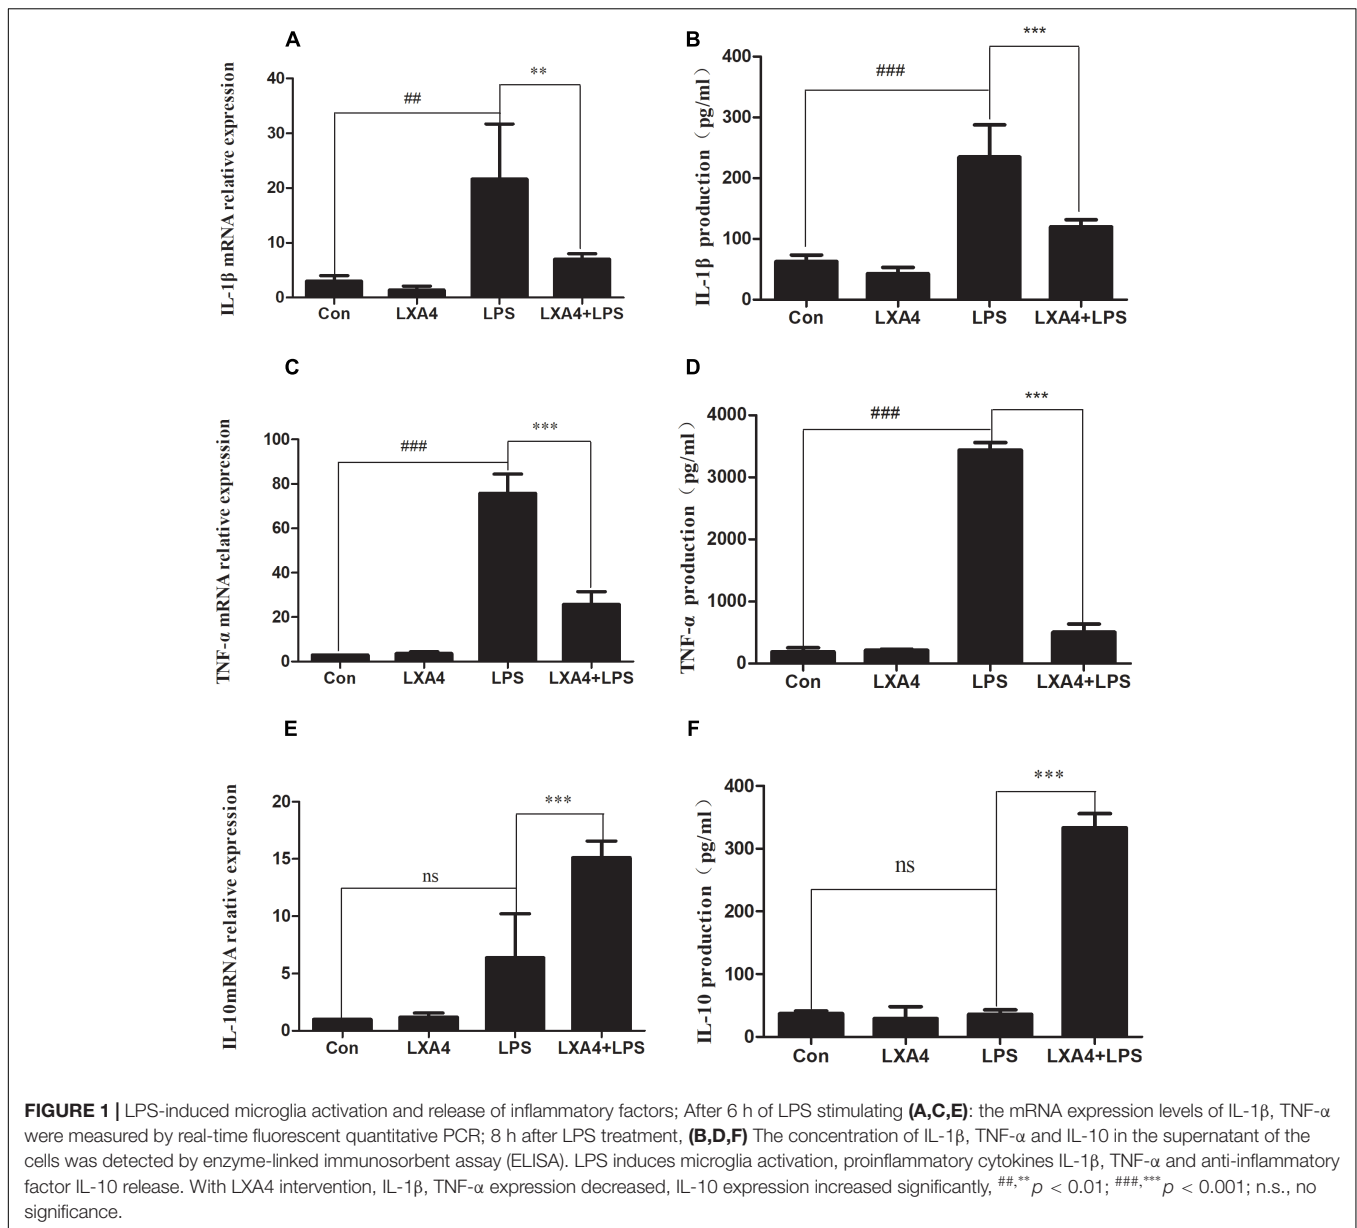 A
IL-1β mRNA relative expression
40
30
20
10
0
##
**
Con LXA4 LPS LXA4+LPS
B
IL-1β production (pg/ml)
400
300
200
100
0
###
***
Con LXA4 LPS LXA4+LPS
C
TNF-α mRNA relative expression
100
80
60
40
20
0
###
***
Con LXA4 LPS LXA4+LPS
D
TNF-α production (pg/ml)
4000
3000
2000
1000
0
###
***
Con LXA4 LPS LXA4+LPS
E
IL-10mRNA relative expression
20
15
10
5
0
ns
***
Con LXA4 LPS LXA4+LPS
F
IL-10 production (pg/ml)
400
300
200
100
0
ns
***
Con LXA4 LPS LXA4+LPS
FIGURE 1 | LPS-induced microglia activation and release of inflammatory factors; After 6 h of LPS stimulating (A,C,E): the mRNA expression levels of IL-1β, TNF-α
were measured by real-time fluorescent quantitative PCR; 8 h after LPS treatment, (B,D,F) The concentration of IL-1β, TNF-α and IL-10 in the supernatant of the
cells was detected by enzyme-linked immunosorbent assay (ELISA). LPS induces microglia activation, proinflammatory cytokines IL-1β, TNF-α and anti-inflammatory
factor IL-10 release. With LXA4 intervention, IL-1β, TNF-α expression decreased, IL-10 expression increased significantly, ##,**p < 0.01; ###,***p < 0.001; n.s., no
significance.